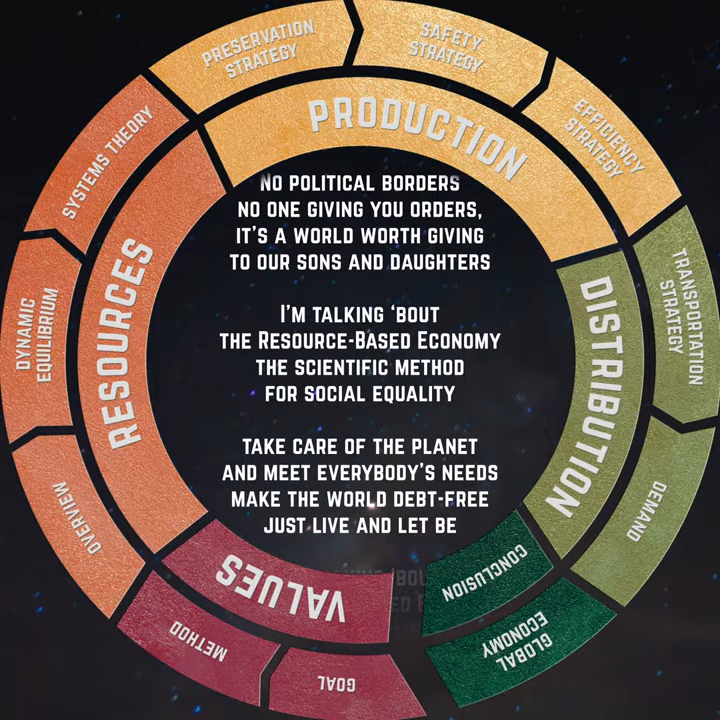 PRESERVATION
STRATEGY
SAFETY
STRATEGY
EFFICIENCY
STRATEGY
SYSTEMS THEORY
PRODUCTION
TRANSPORTATION
STRATEGY
DYNAMIC
EQUILIBRIUM
RESOURCES
DISTRIBUTION
NO POLITICAL BORDERS
NO ONE GIVING YOU ORDERS,
IT'S A WORLD WORTH GIVING
TO OUR SONS AND DAUGHTERS
I'M TALKING ‘BOUT
THE RESOURCE-BASED ECONOMY
THE SCIENTIFIC METHOD
FOR SOCIAL EQUALITY
TAKE CARE OF THE PLANET
AND MEET EVERYBODY'S NEEDS
MAKE THE WORLD DEBT-FREE
JUST LIVE AND LET BE
OVERVIEW
DEMAND
VALUES
CONCLUSION
METHOD
GOAL
GLOBAL
ECONOMY